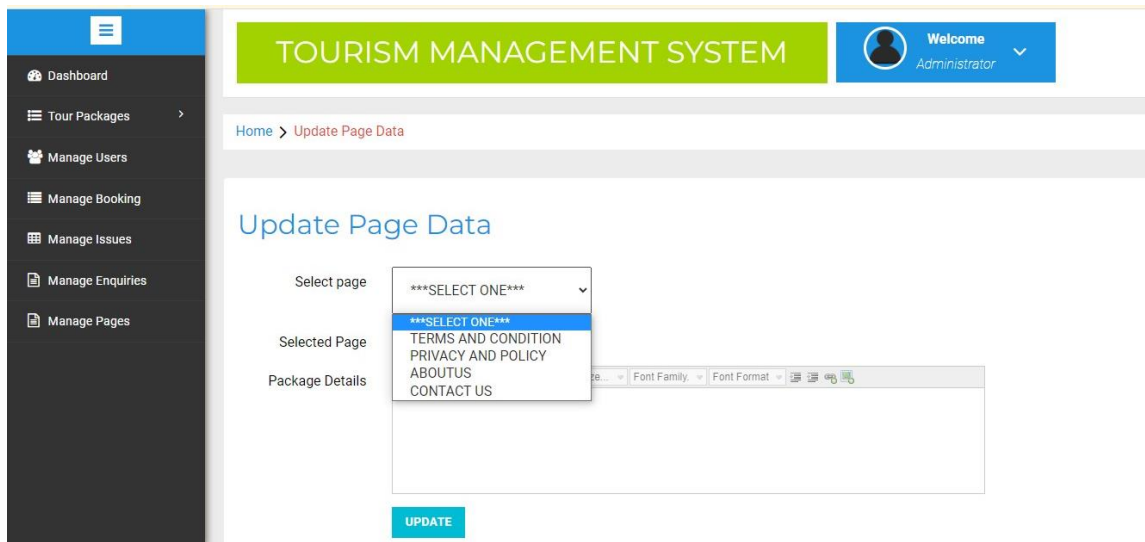 TOURISM MANAGEMENT SYSTEM
Welcome
Administrator
Dashboard
Tour Packages
Manage Users
Manage Booking
Manage Issues
Manage Enquiries
Manage Pages
Home > Update Page Data
Update Page Data
Select page
***SELECT ONE***
***SELECT ONE***
TERMS AND CONDITION
PRIVACY AND POLICY
ABOUTUS
CONTACT US
Selected Page
Package Details
Font Family. Font Format
UPDATE